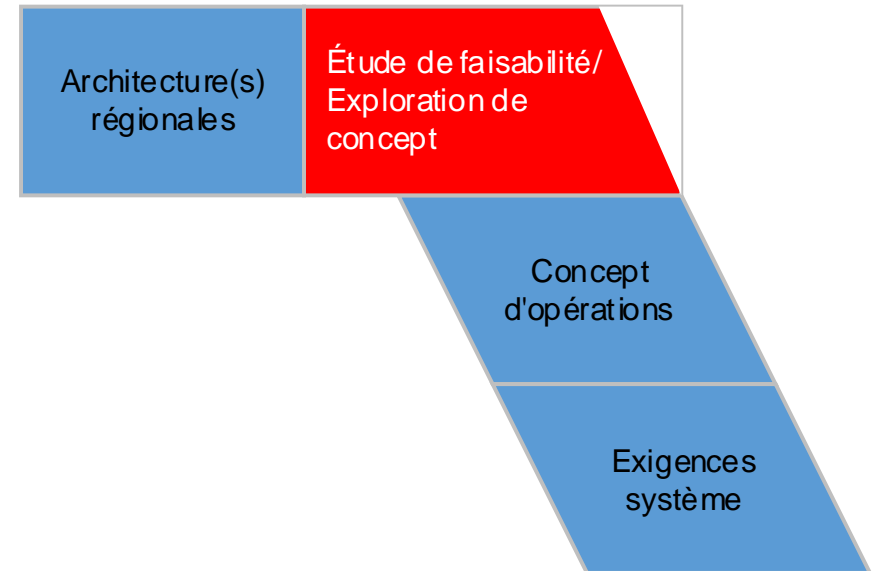 Architecture(s)
régionales
Étude de faisabilité/
Exploration de
concept
Concept
d'opérations
Exigences
système